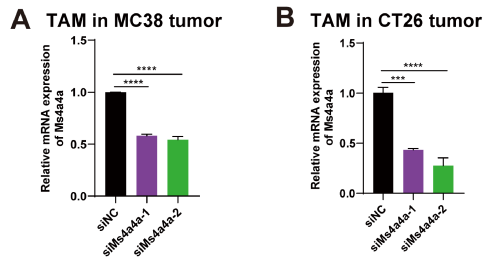 A
TAM in MC38 tumor
Relative mRNA expression
of Ms4a4a
1.5
1.0
0.5
0.0
****
****
siNC
siMs4a4a-1
siMs4a4a-2
B
TAM in CT26 tumor
Relative mRNA expression
of Ms4a4a
1.5
1.0
0.5
0.0
****
***
siNC
siMs4a4a-1
siMs4a4a-2